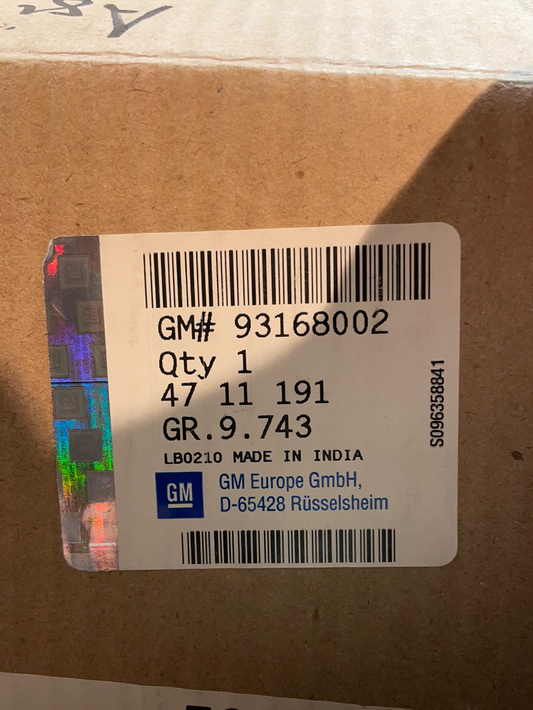 GM# 93168002
Qty 1
47 11 191
GR.9.743
LB0210 MADE IN INDIA
GM
GM Europe GmbH,
D-65428 Rüsselsheim
S096358841